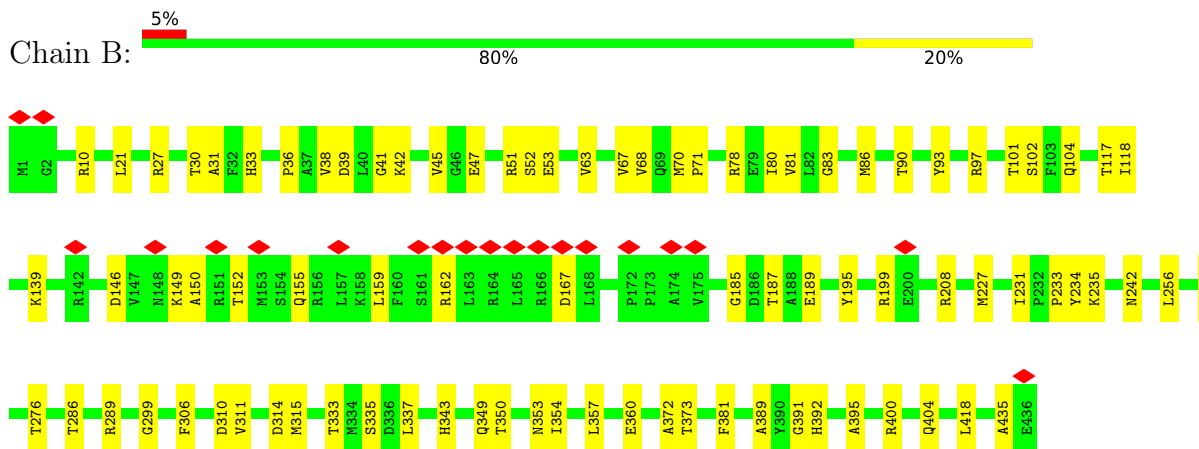 5%
Chain B:
80% 20%
M1 G2 R10 L21 R27 T30 A31 F32 H33 P36 A37 V38 D39 L40 G41 K42 V45 G46 E47 R51 S52 E53 V63 V67 V68 Q69 M70 P71 R78 E79 I80 V81 L82 G83 M86 T90 Y93 R97 T101 S102 F103 Q104 T117 I118
K139 R142 D146 V147 N148 K149 A150 R151 T152 M153 S154 Q155 R156 L157 K158 L159 F160 S161 R162 L163 R164 L165 R166 D167 L168 P172 P173 A174 V175 G185 D186 T187 A188 E189 Y195 R199 E200 R208 M227 I231 P232 P233 Y234 K235 N242 L256
T276 T286 R289 G299 F306 D310 V311 D314 M315 T333 M334 S335 D336 L337 H343 Q349 T350 N353 I354 L357 E360 A372 T373 F381 A389 Y390 G391 H392 A395 R400 Q404 L418 A435 E436